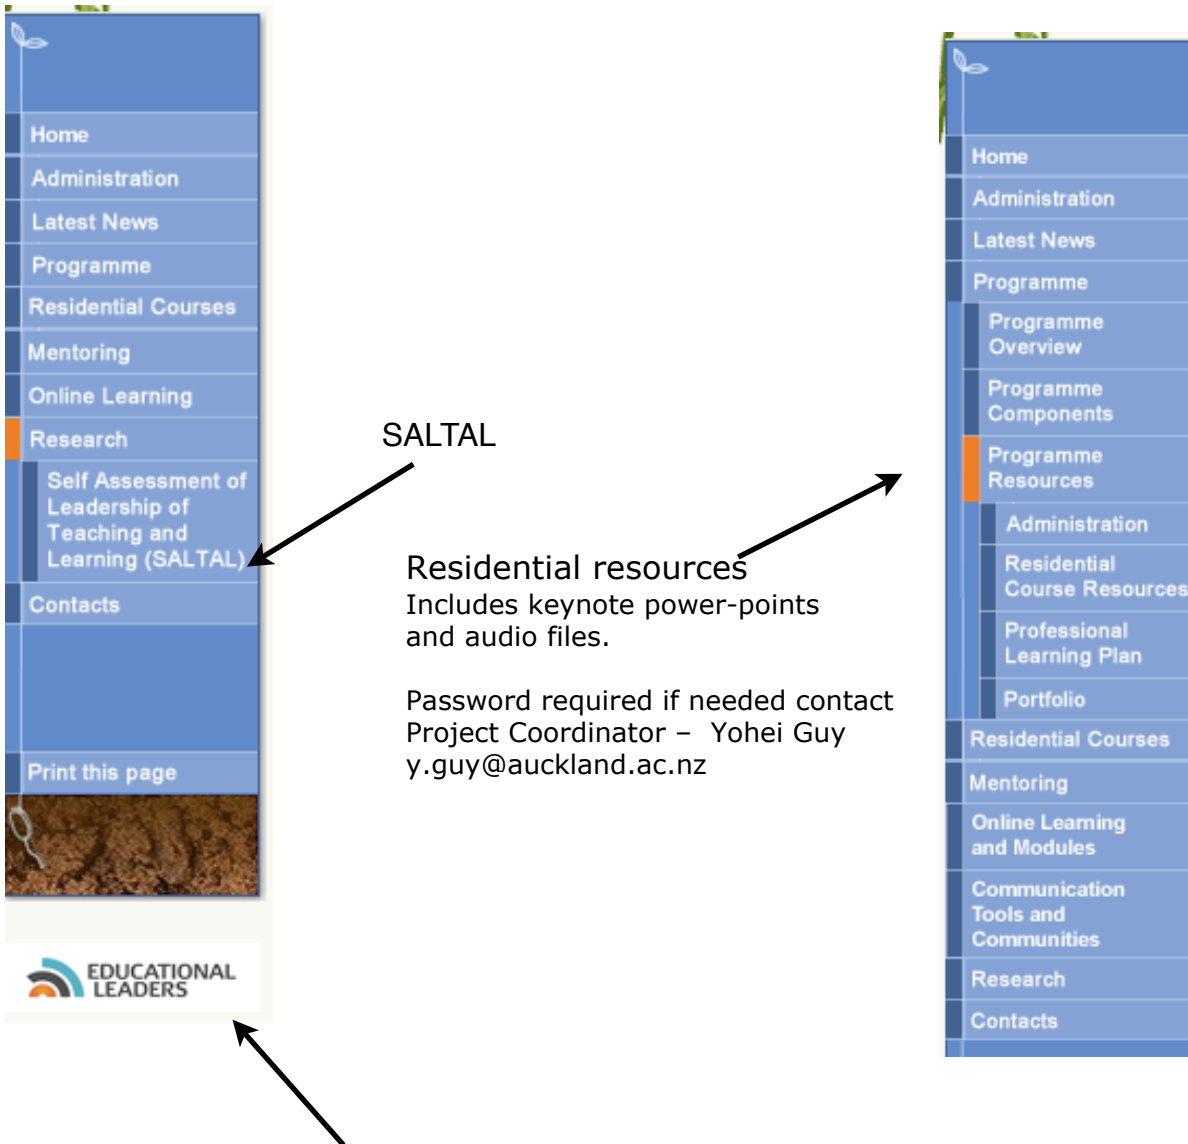 Home
Administration
Latest News
Programme
Residential Courses
Mentoring
Online Learning
Research
Self Assessment of
Leadership of
Teaching and
Learning (SALTAL)
Contacts
Print this page
EDUCATIONAL
LEADERS
SALTAL
Residential resources
Includes keynote power-points
and audio files.
Password required if needed contact
Project Coordinator – Yohei Guy
y.guy@auckland.ac.nz
Home
Administration
Latest News
Programme
Programme
Overview
Programme
Components
Programme
Resources
Administration
Residential
Course Resources
Professional
Learning Plan
Portfolio
Residential Courses
Mentoring
Online Learning
and Modules
Communication
Tools and
Communities
Research
Contacts